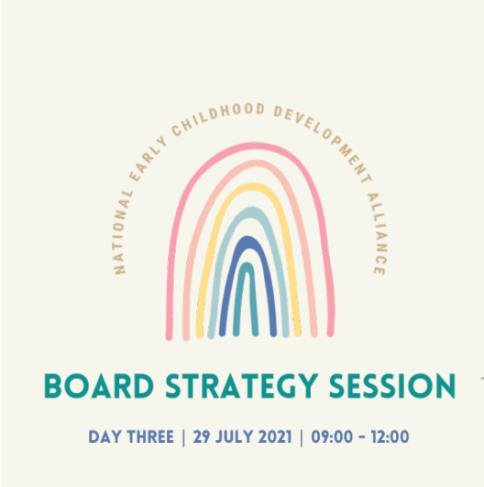 NATIONAL EARLY CHILDHOOD DEVELOPMENT ALLIANCE
BOARD STRATEGY SESSION
DAY THREE | 29 JULY 2021 | 09:00 - 12:00